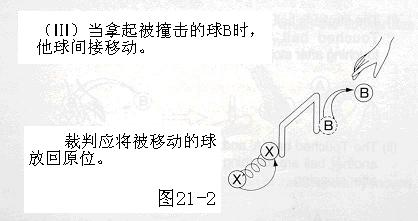 （III）当拿起被撞击的球B时，
他球间接移动。
B
B
裁判应将被移动的球
放回原位。
X
X
图21-2